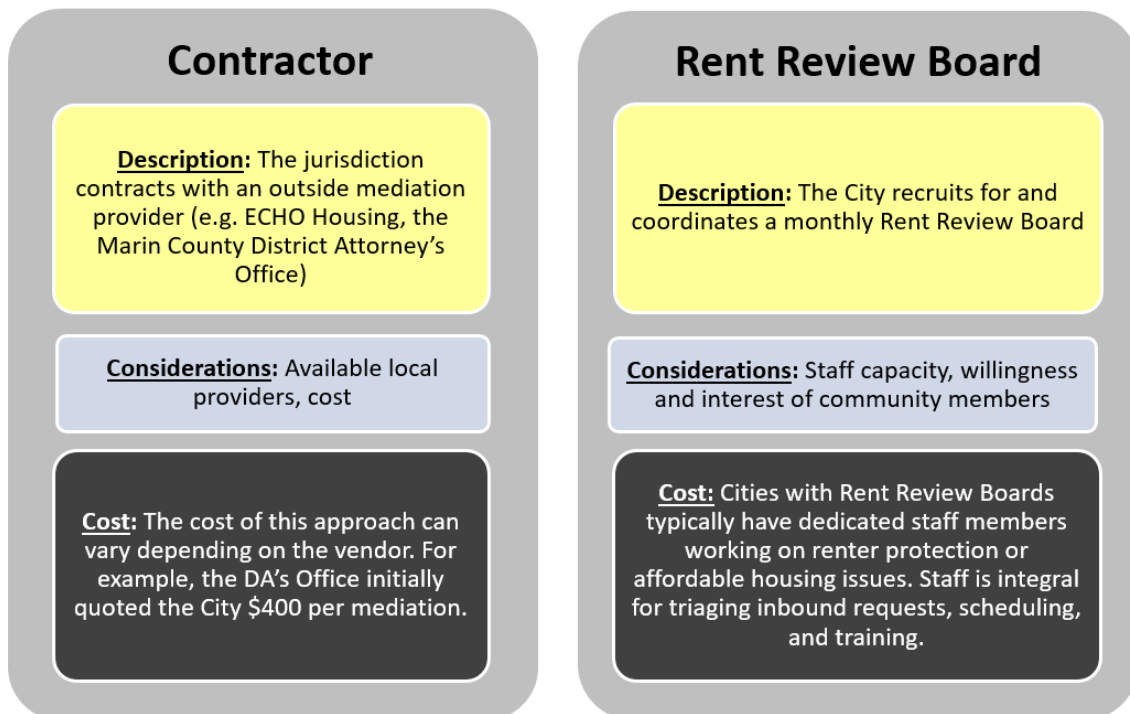 Contractor
Description: The jurisdiction
contracts with an outside mediation
provider (e.g. ECHO Housing, the
Marin County District Attorney’s
Office)
Considerations: Available local
providers, cost
Cost: The cost of this approach can
vary depending on the vendor. For
example, the DA’s Office initially
quoted the City $400 per mediation.
Rent Review Board
Description: The City recruits for and
coordinates a monthly Rent Review Board
Considerations: Staff capacity, willingness
and interest of community members
Cost: Cities with Rent Review Boards
typically have dedicated staff members
working on renter protection or
affordable housing issues. Staff is integral
for triaging inbound requests, scheduling,
and training.